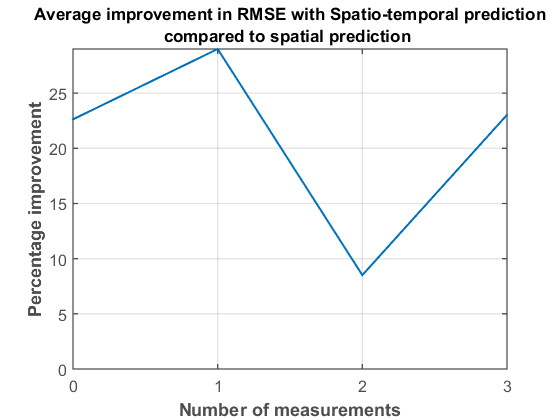 Average improvement in RMSE with Spatio-temporal prediction
compared to spatial prediction
Percentage improvement
25
20
15
10
5
0
0 1 2 3
Number of measurements